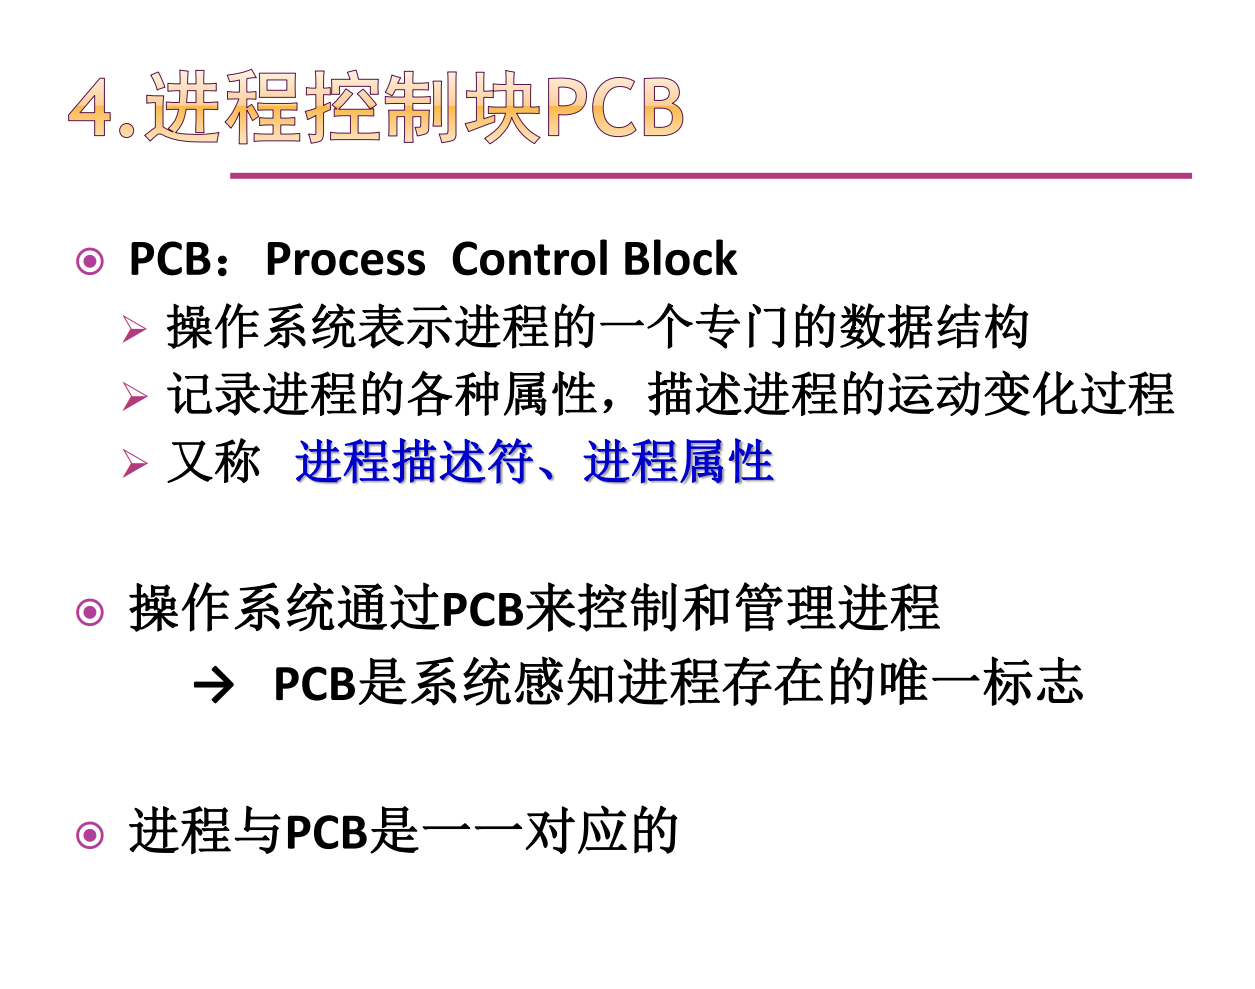 4.进程控制块PCB
PCB： Process Control Block
操作系统表示进程的一个专门的数据结构
记录进程的各种属性，描述进程的运动变化过程
又称 进程描述符、进程属性
操作系统通过PCB来控制和管理进程
→ PCB是系统感知进程存在的唯一标志
进程与PCB是一一对应的